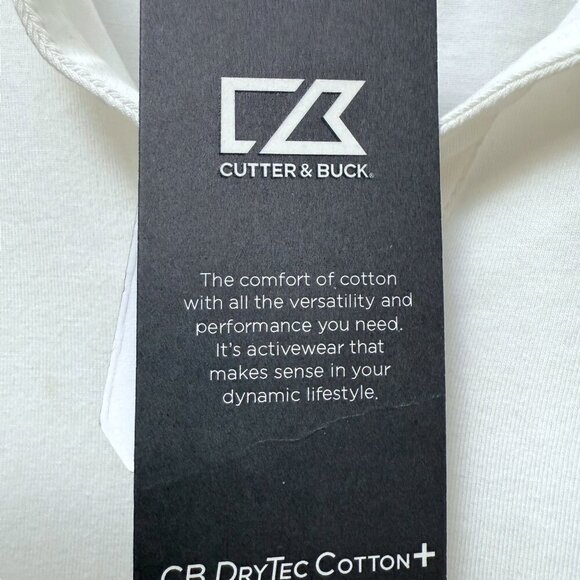 CB
CUTTER & BUCK®
The comfort of cotton
with all the versatility and
performance you need.
It's activewear that
makes sense in your
dynamic lifestyle.
CB DRYTEC COTTON+